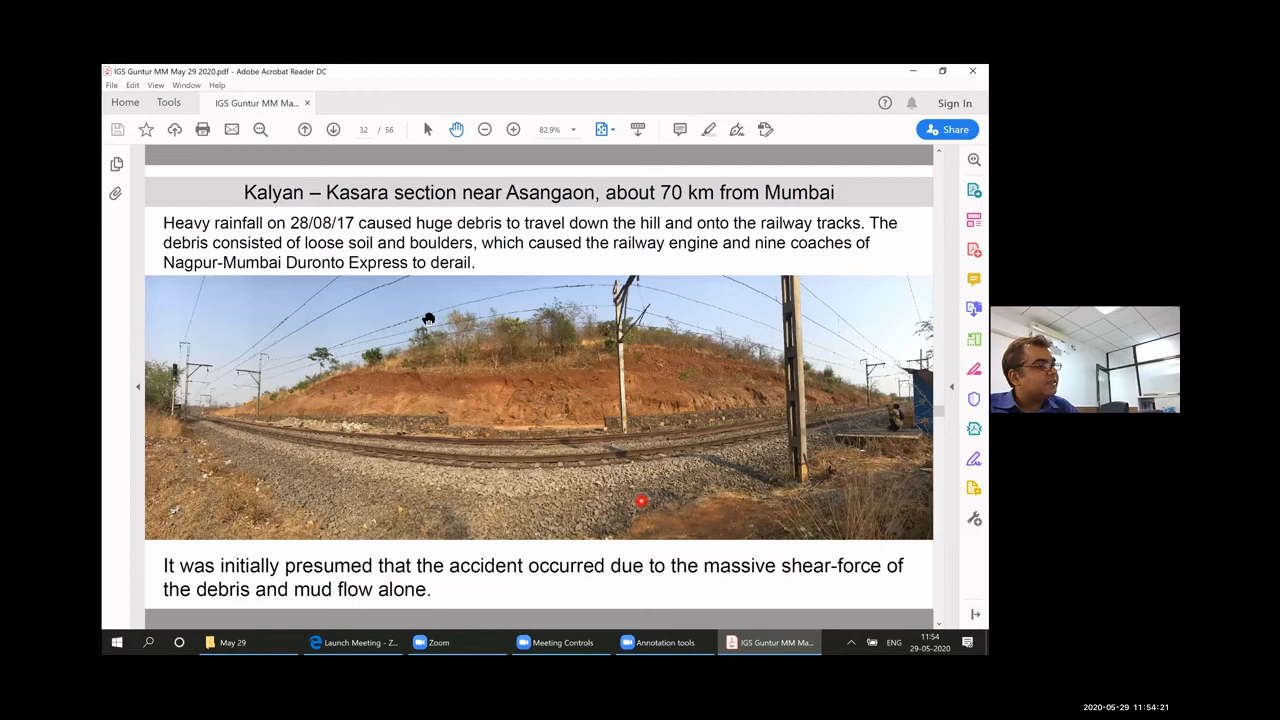 IGS Guntur MM May 29 2020.pdf - Adobe Acrobat Reader DC
File Edit View Window Help
Home Tools IGS Guntur MM Ma... × Sign In
32 / 56 82.9% Share
Kalyan – Kasara section near Asangaon, about 70 km from Mumbai
Heavy rainfall on 28/08/17 caused huge debris to travel down the hill and onto the railway tracks. The
debris consisted of loose soil and boulders, which caused the railway engine and nine coaches of
Nagpur-Mumbai Duronto Express to derail.
It was initially presumed that the accident occurred due to the massive shear-force of
the debris and mud flow alone.
May 29 Launch Meeting - Z... Zoom Meeting Controls Annotation tools IGS Guntur MM Ma... ENG 11:54
29-05-2020
2020-05-29 11:54:21